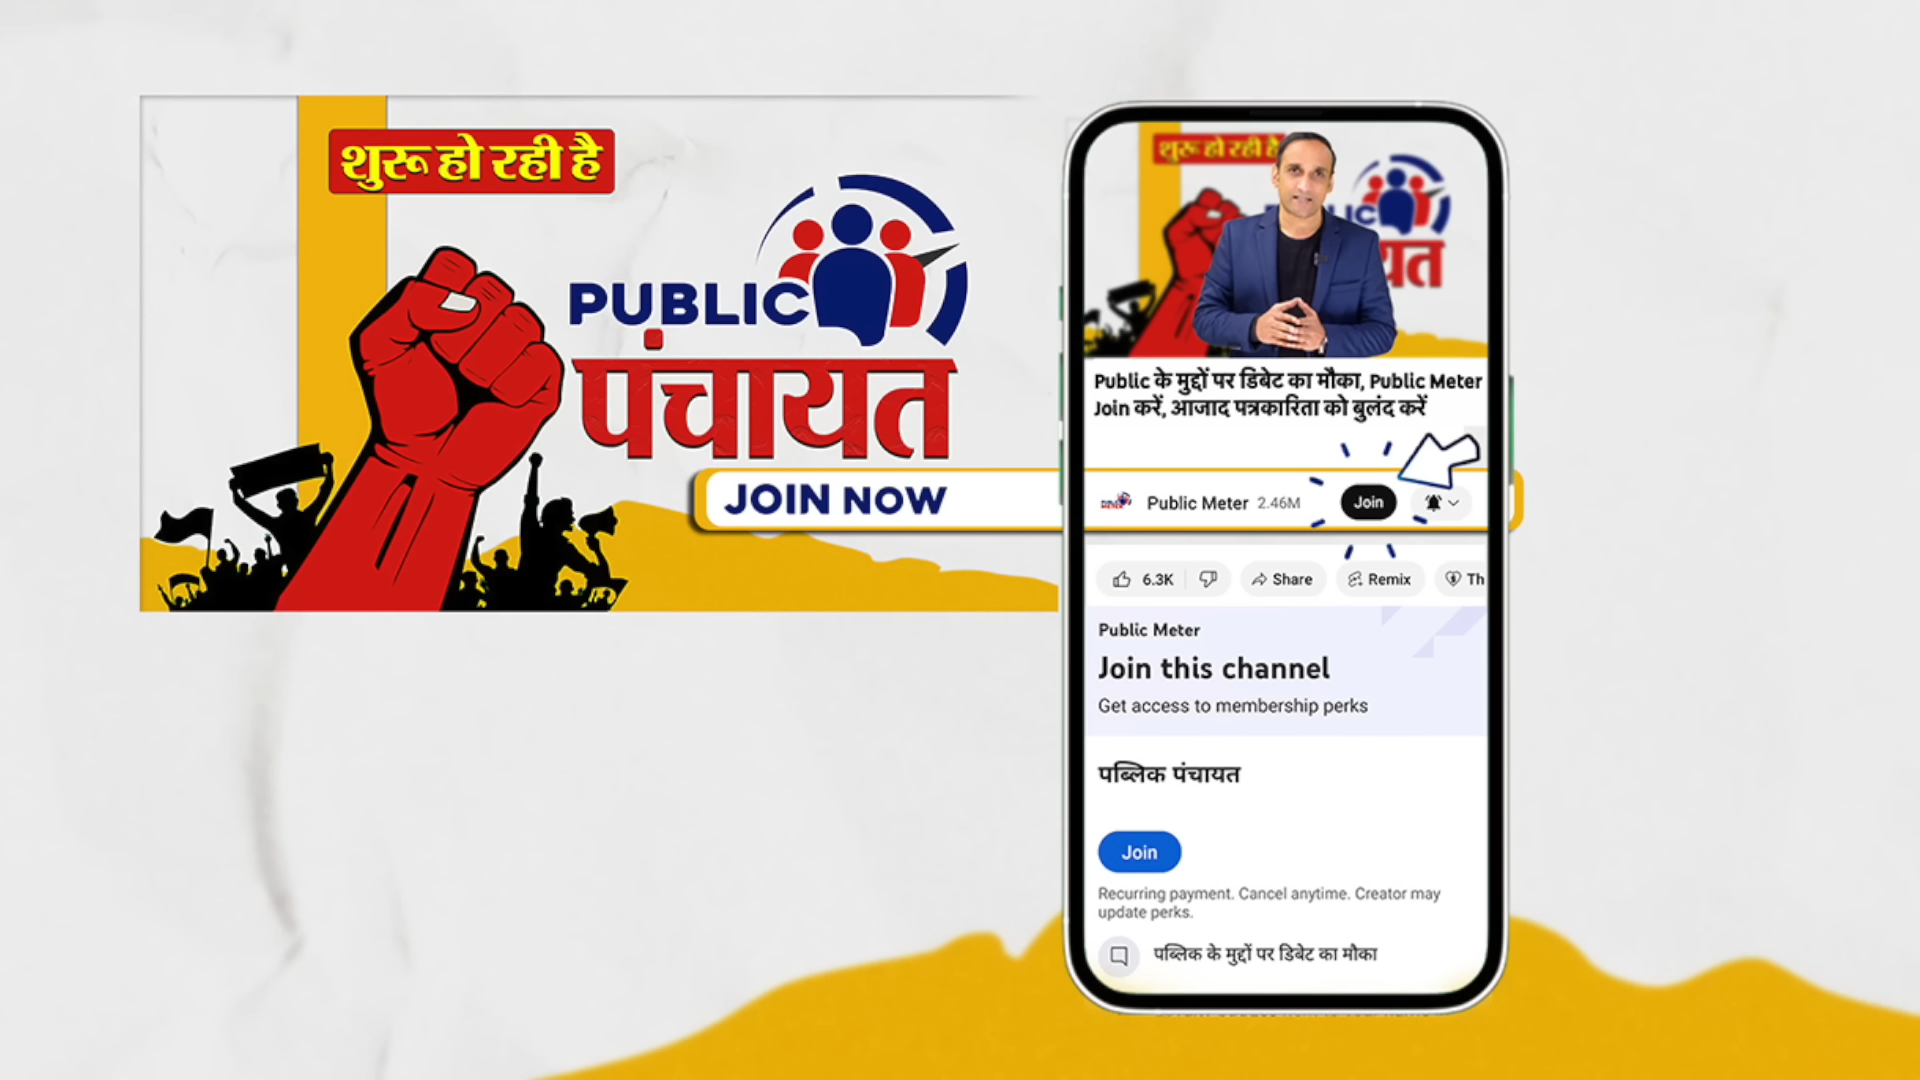 शुरू हो रही है
PUBLIC
पंचायत
JOIN NOW
शुरू हो रही है
Public के मुद्दों पर डिबेट का मौका, Public Meter
Join करें, आजाद पत्रकारिता को बुलंद करें
Public Meter 2.46M
Join
6.3K
Share
Remix
Th
Public Meter
Join this channel
Get access to membership perks
पब्लिक पंचायत
Join
Recurring payment. Cancel anytime. Creator may
update perks.
पब्लिक के मुद्दों पर डिबेट का मौका